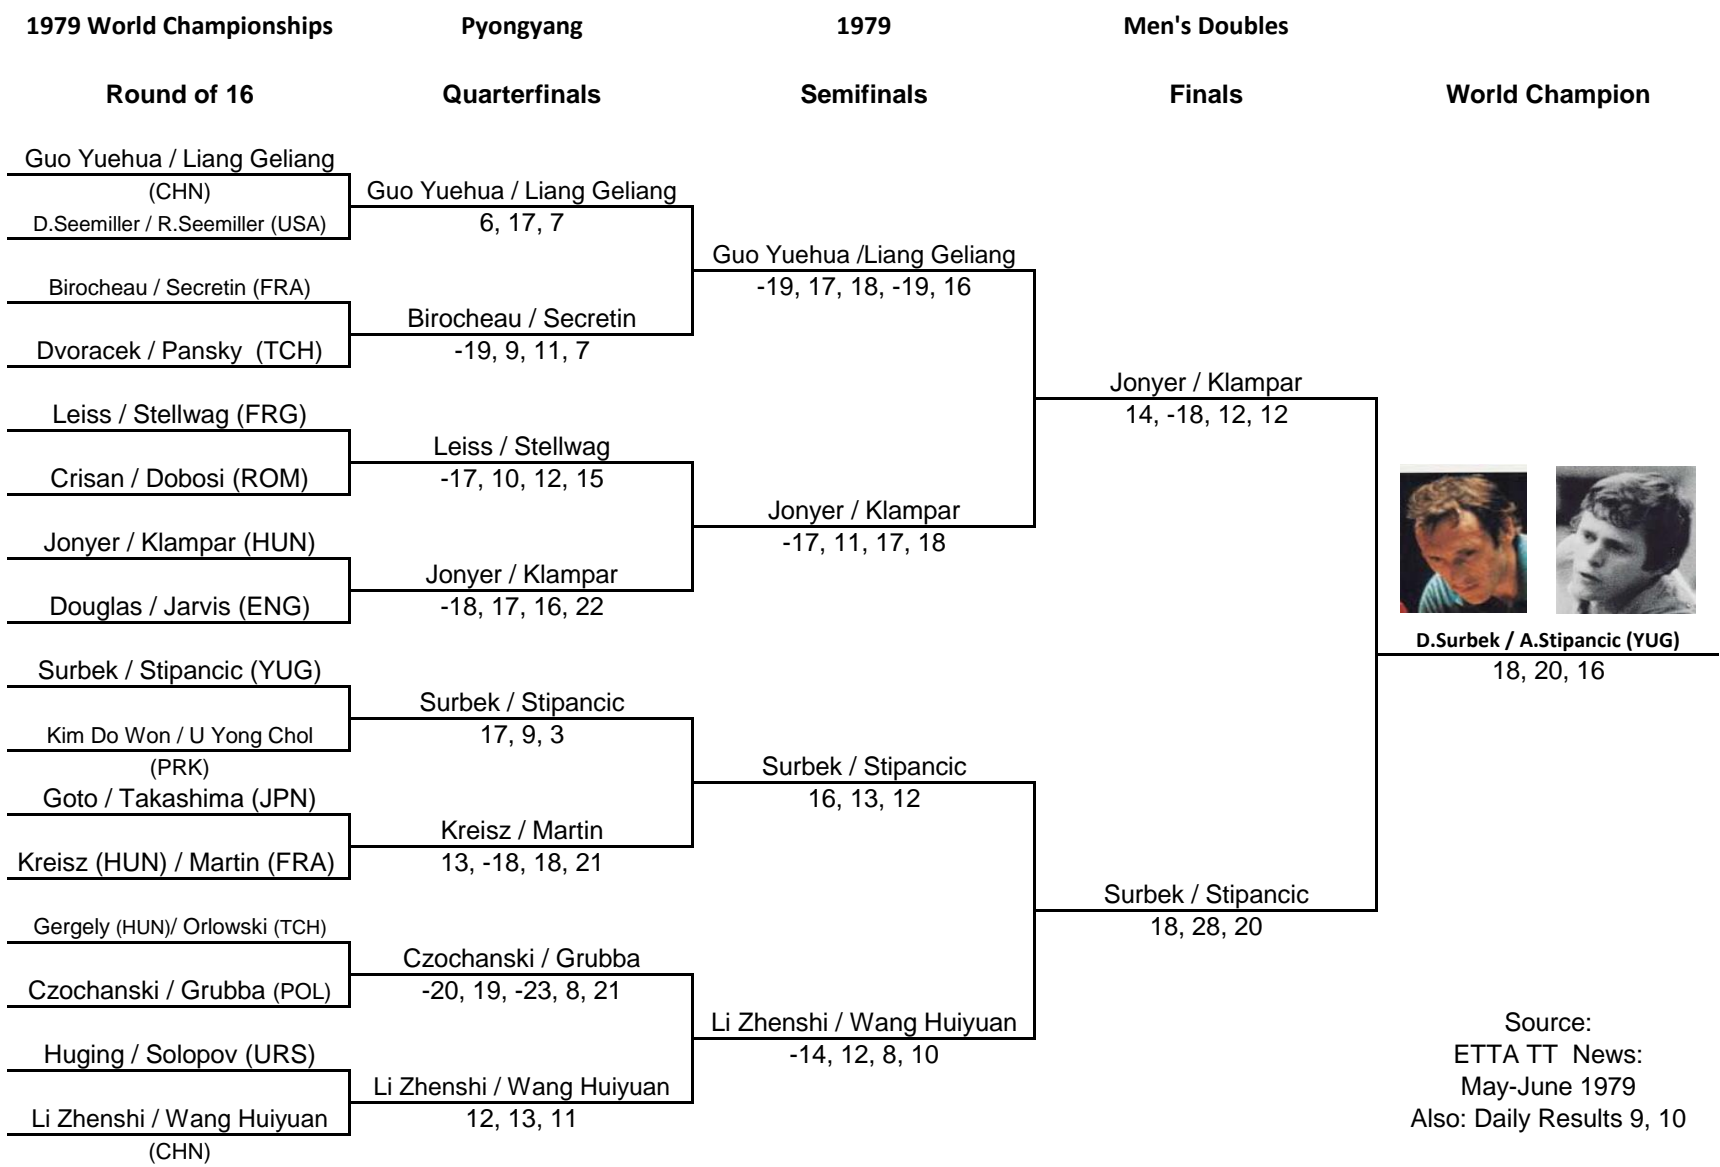 1979 World Championships
Pyongyang
1979
Men's Doubles
Round of 16
Quarterfinals
Semifinals
Finals
World Champion
Guo Yuehua / Liang Geliang
(CHN)
D.Seemiller / R.Seemiller (USA)
Birocheau / Secretin (FRA)
Dvoracek / Pansky (TCH)
Leiss / Stellwag (FRG)
Crisan / Dobosi (ROM)
Jonyer / Klampar (HUN)
Douglas / Jarvis (ENG)
Surbek / Stipancic (YUG)
Kim Do Won / U Yong Chol
(PRK)
Goto / Takashima (JPN)
Kreisz (HUN) / Martin (FRA)
Gergely (HUN)/ Orlowski (TCH)
Czochanski / Grubba (POL)
Huging / Solopov (URS)
Li Zhenshi / Wang Huiyuan
(CHN)
Guo Yuehua / Liang Geliang
6, 17, 7
Birocheau / Secretin
-19, 9, 11, 7
Leiss / Stellwag
-17, 10, 12, 15
Jonyer / Klampar
-18, 17, 16, 22
Surbek / Stipancic
17, 9, 3
Kreisz / Martin
13, -18, 18, 21
Czochanski / Grubba
-20, 19, -23, 8, 21
Li Zhenshi / Wang Huiyuan
12, 13, 11
Guo Yuehua /Liang Geliang
-19, 17, 18, -19, 16
Jonyer / Klampar
-17, 11, 17, 18
Surbek / Stipancic
16, 13, 12
Li Zhenshi / Wang Huiyuan
-14, 12, 8, 10
Jonyer / Klampar
14, -18, 12, 12
Surbek / Stipancic
18, 28, 20
D.Surbek / A.Stipancic (YUG)
18, 20, 16
Source:
ETTA TT News:
May-June 1979
Also: Daily Results 9, 10